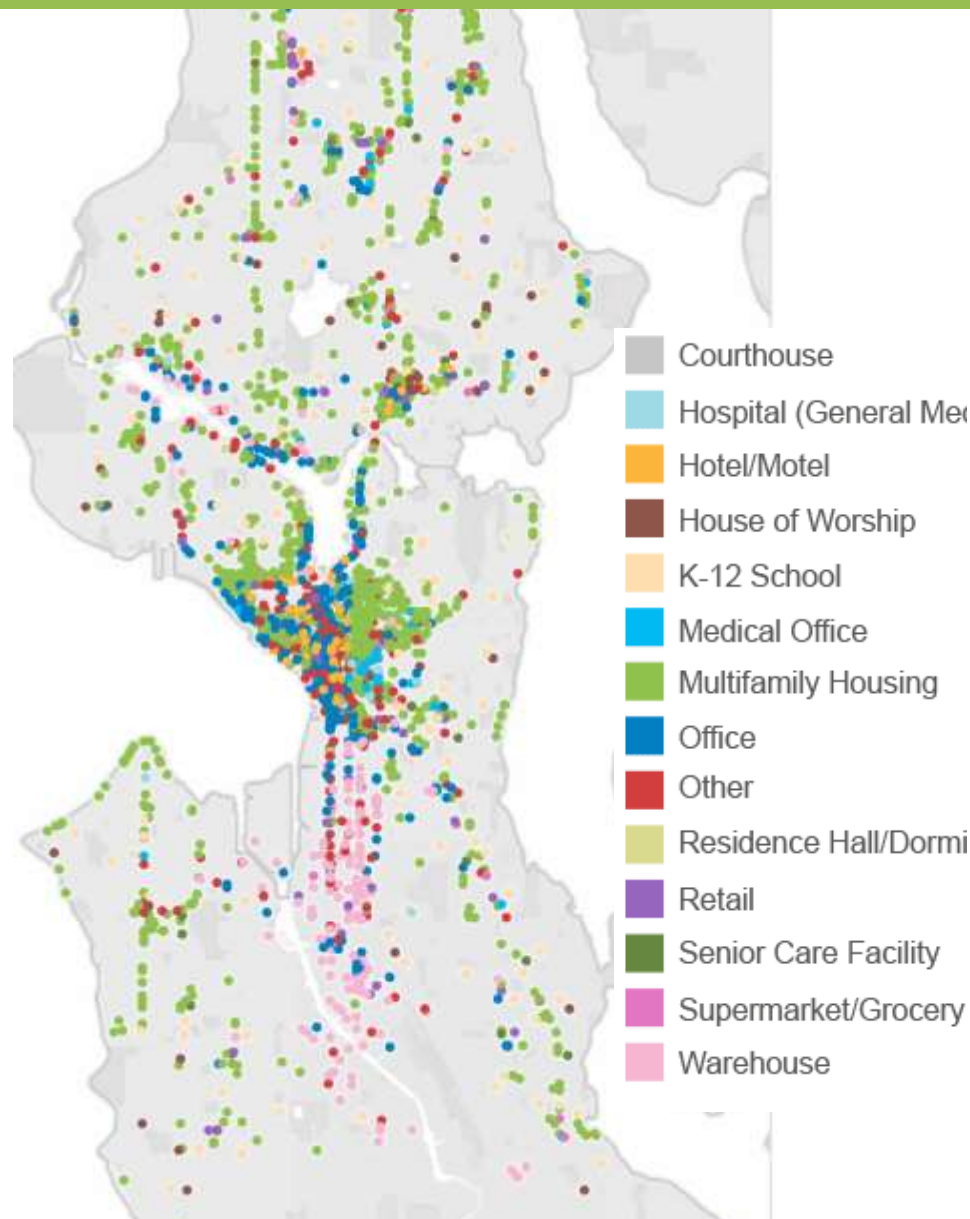 Courthouse
Hospital (General Med
Hotel/Motel
House of Worship
K-12 School
Medical Office
Multifamily Housing
Office
Other
Residence Hall/Dormi
Retail
Senior Care Facility
Supermarket/Grocery
Warehouse